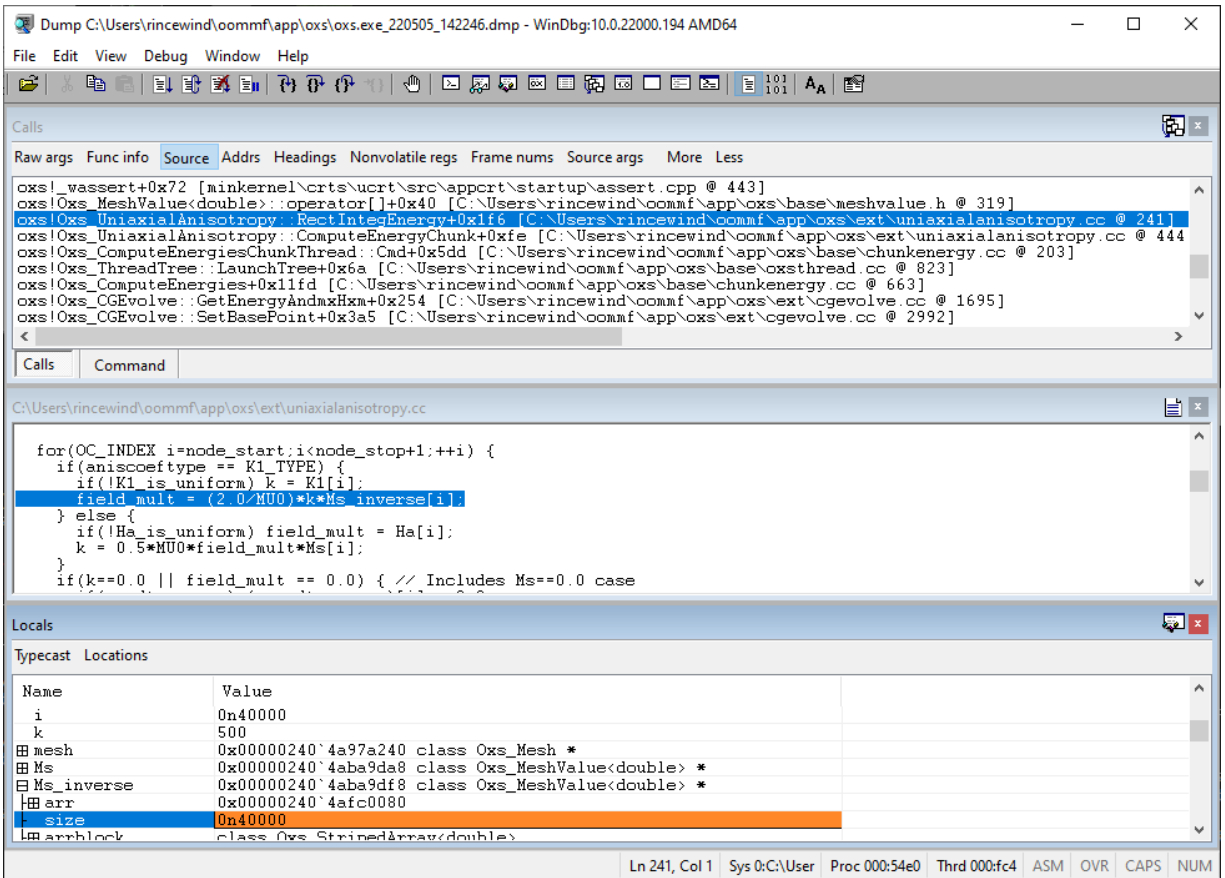 Dump C:\Users\rincewind\oommf\app\oxs\oxs.exe_220505_142246.dmp - WinDbg:10.0.22000.194 AMD64
File Edit View Debug Window Help
Calls
Raw args Func info Source Addrs Headings Nonvolatile regs Frame nums Source args More Less
oxs!_wassert+0x72 [minkernel\crts\ucrt\src\appcrt\startup\assert.cpp @ 443]
oxs!Oxs_MeshValue<double>::operator[]+0x40 [C:\Users\rincewind\oommf\app\oxs\base\meshvalue.h @ 319]
oxs!Oxs_UniaxialAnisotropy::RectIntegEnergy+0x1f6 [C:\Users\rincewind\oommf\app\oxs\ext\uniaxialanisotropy.cc @ 241]
oxs!Oxs_UniaxialAnisotropy::ComputeEnergyChunk+0xfe [C:\Users\rincewind\oommf\app\oxs\ext\uniaxialanisotropy.cc @ 444
oxs!Oxs_ComputeEnergiesChunkThread::Cmd+0x5dd [C:\Users\rincewind\oommf\app\oxs\base\chunkenergy.cc @ 203]
oxs!Oxs_ThreadTree::LaunchTree+0x6a [C:\Users\rincewind\oommf\app\oxs\base\oxsthread.cc @ 823]
oxs!Oxs_ComputeEnergies+0x11fd [C:\Users\rincewind\oommf\app\oxs\base\chunkenergy.cc @ 663]
oxs!Oxs_CGEvolve::GetEnergyAndmxHxm+0x254 [C:\Users\rincewind\oommf\app\oxs\ext\cgevolve.cc @ 1695]
oxs!Oxs_CGEvolve::SetBasePoint+0x3a5 [C:\Users\rincewind\oommf\app\oxs\ext\cgevolve.cc @ 2992]
Calls Command
C:\Users\rincewind\oommf\app\oxs\ext\uniaxialanisotropy.cc
for(OC_INDEX i=node_start;i<node_stop+1;++i) {
if(aniscoeftype == K1_TYPE) {
if(!K1_is_uniform) k = K1[i];
field_mult = (2.0/MU0)*k*Ms_inverse[i];
} else {
if(!Ha_is_uniform) field_mult = Ha[i];
k = 0.5*MU0*field_mult*Ms[i];
}
if(k==0.0 || field_mult == 0.0) { // Includes Ms==0.0 case
Locals
Typecast Locations
Name Value
i 0n40000
k 500
mesh 0x00000240`4a97a240 class Oxs_Mesh *
Ms 0x00000240`4aba9da8 class Oxs_MeshValue<double> *
Ms_inverse 0x00000240`4aba9df8 class Oxs_MeshValue<double> *
arr 0x00000240`4afc0080
size 0n40000
arrblock class Oxs_StripedArray<double>
Ln 241, Col 1 Sys 0:C:\User Proc 000:54e0 Thrd 000:fc4 ASM OVR CAPS NUM